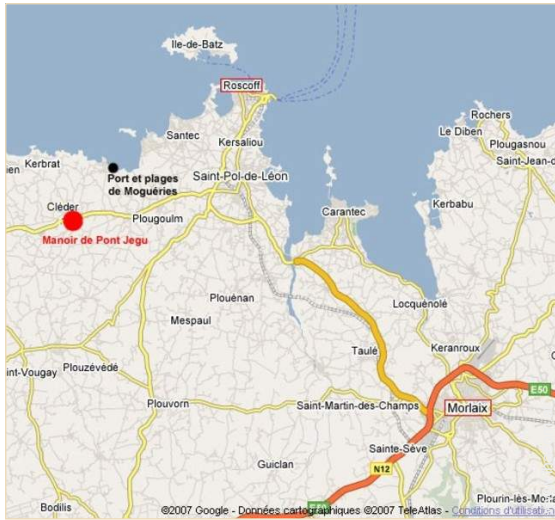 Ile-de-Batz
Roscoff
Rochers
Le Diben
Plougasnou
Santec
Kersaliou
Saint-Jean-d
Kerbrat
Port et plages
de Moguéries
Saint-Pol-de-Léon
Cléder
Plougoulm
Carantec
Kerbabu
Manoir de Pont Jegu
Plouénan
Locquénolé
Mespaul
Taulé
Keranroux
Plouzévédé
int-Vougay
E50
Plouvorn
Saint-Martin-des-Champs
Morlaix
Sainte-Sève
Guiclan
N12
Plourin-lès-Morla
Bodilis
©2007 Google - Données cartographiques ©2007 TeleAtlas - Conditions d'utilisation